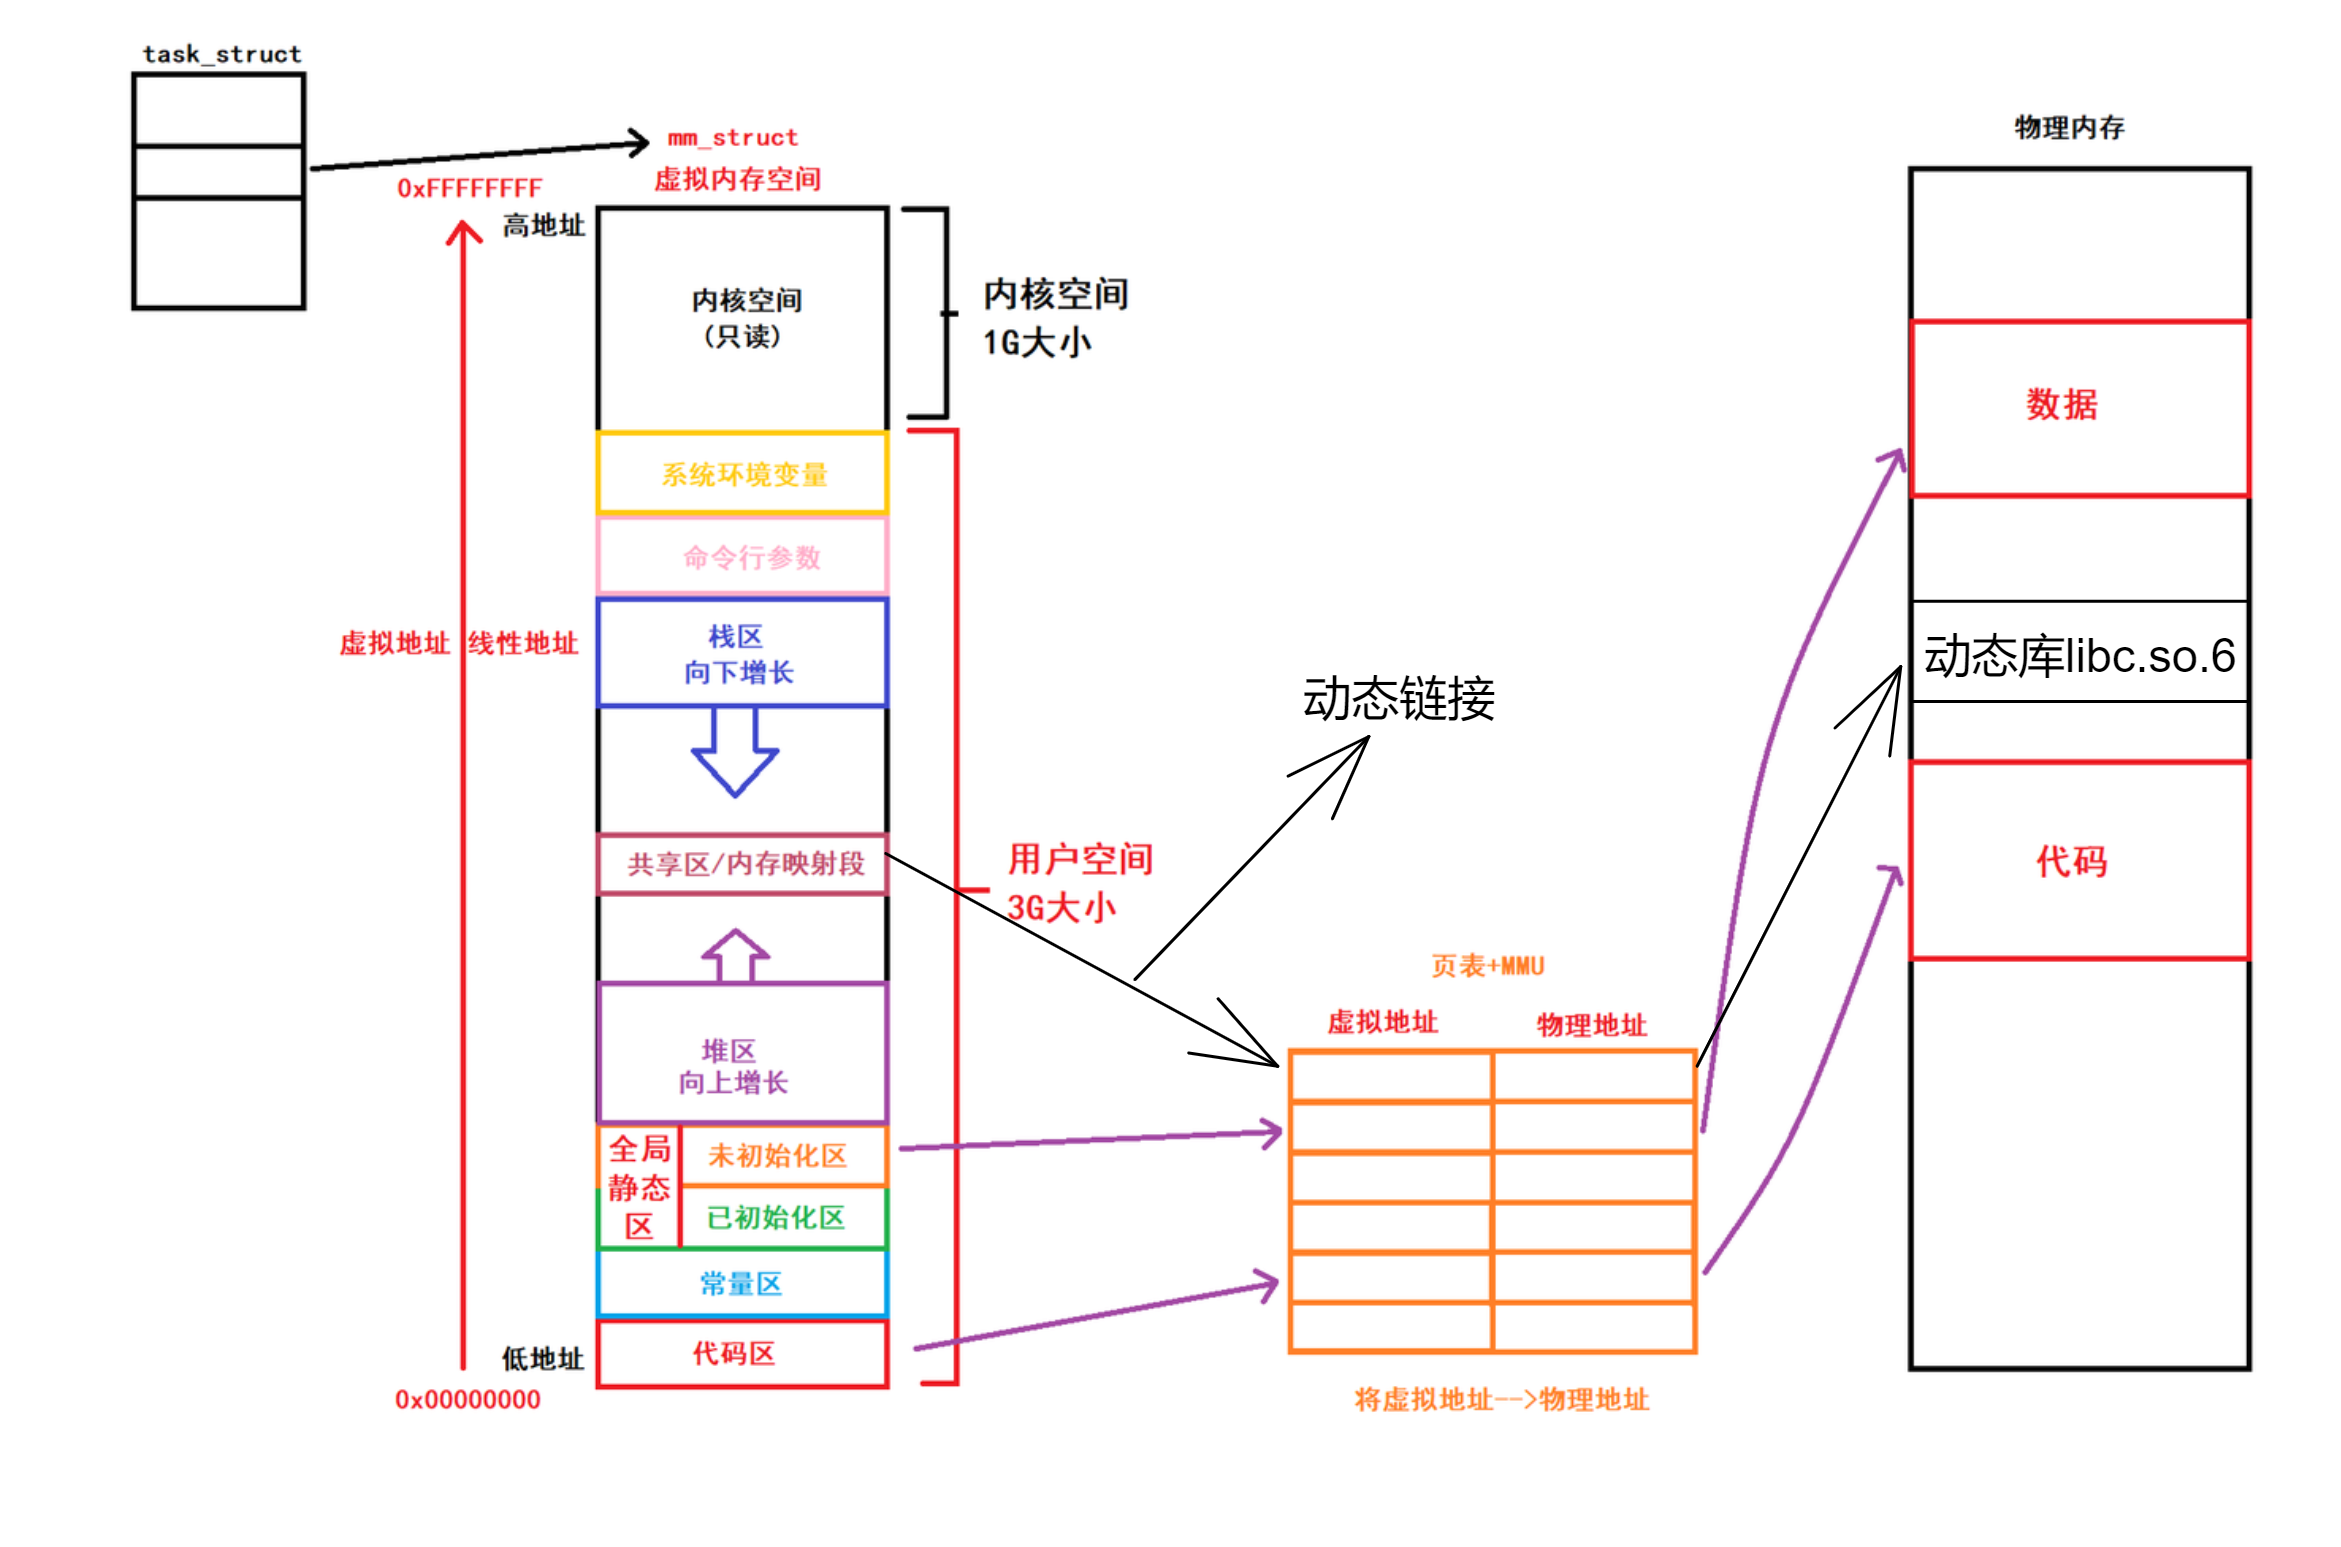 task_struct
mm_struct
虚拟内存空间
0xFFFFFFFF
高地址
内核空间
(只读)
内核空间
1G大小
系统环境变量
命令行参数
虚拟地址
线性地址
栈区
向下增长
共享区/内存映射段
用户空间
3G大小
堆区
向上增长
全局
静态
区
未初始化区
已初始化区
常量区
低地址
代码区
0x00000000
动态链接
页表+MMU
虚拟地址
物理地址
将虚拟地址-->物理地址
物理内存
数据
动态库libc.so.6
代码